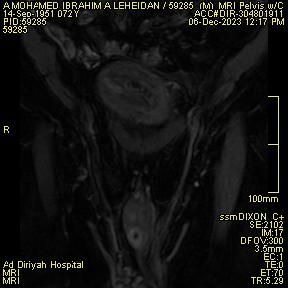 A MOHAMED IBRAHIM A LEHEIDAN / 59285 (M) MRI Pelvis w/C
14-Sep-1951 072Y ACC#DIR-304801911
PID:59285 06-Dec-2023 12:17 PM
59285
R
100mm
ssmDIXON C+
SE:2102
IM:17
DFOV:300
3.5mm
Ad Diriyah Hospital EC:1
MRI TE:0
MRI ET:70
TR:5.29